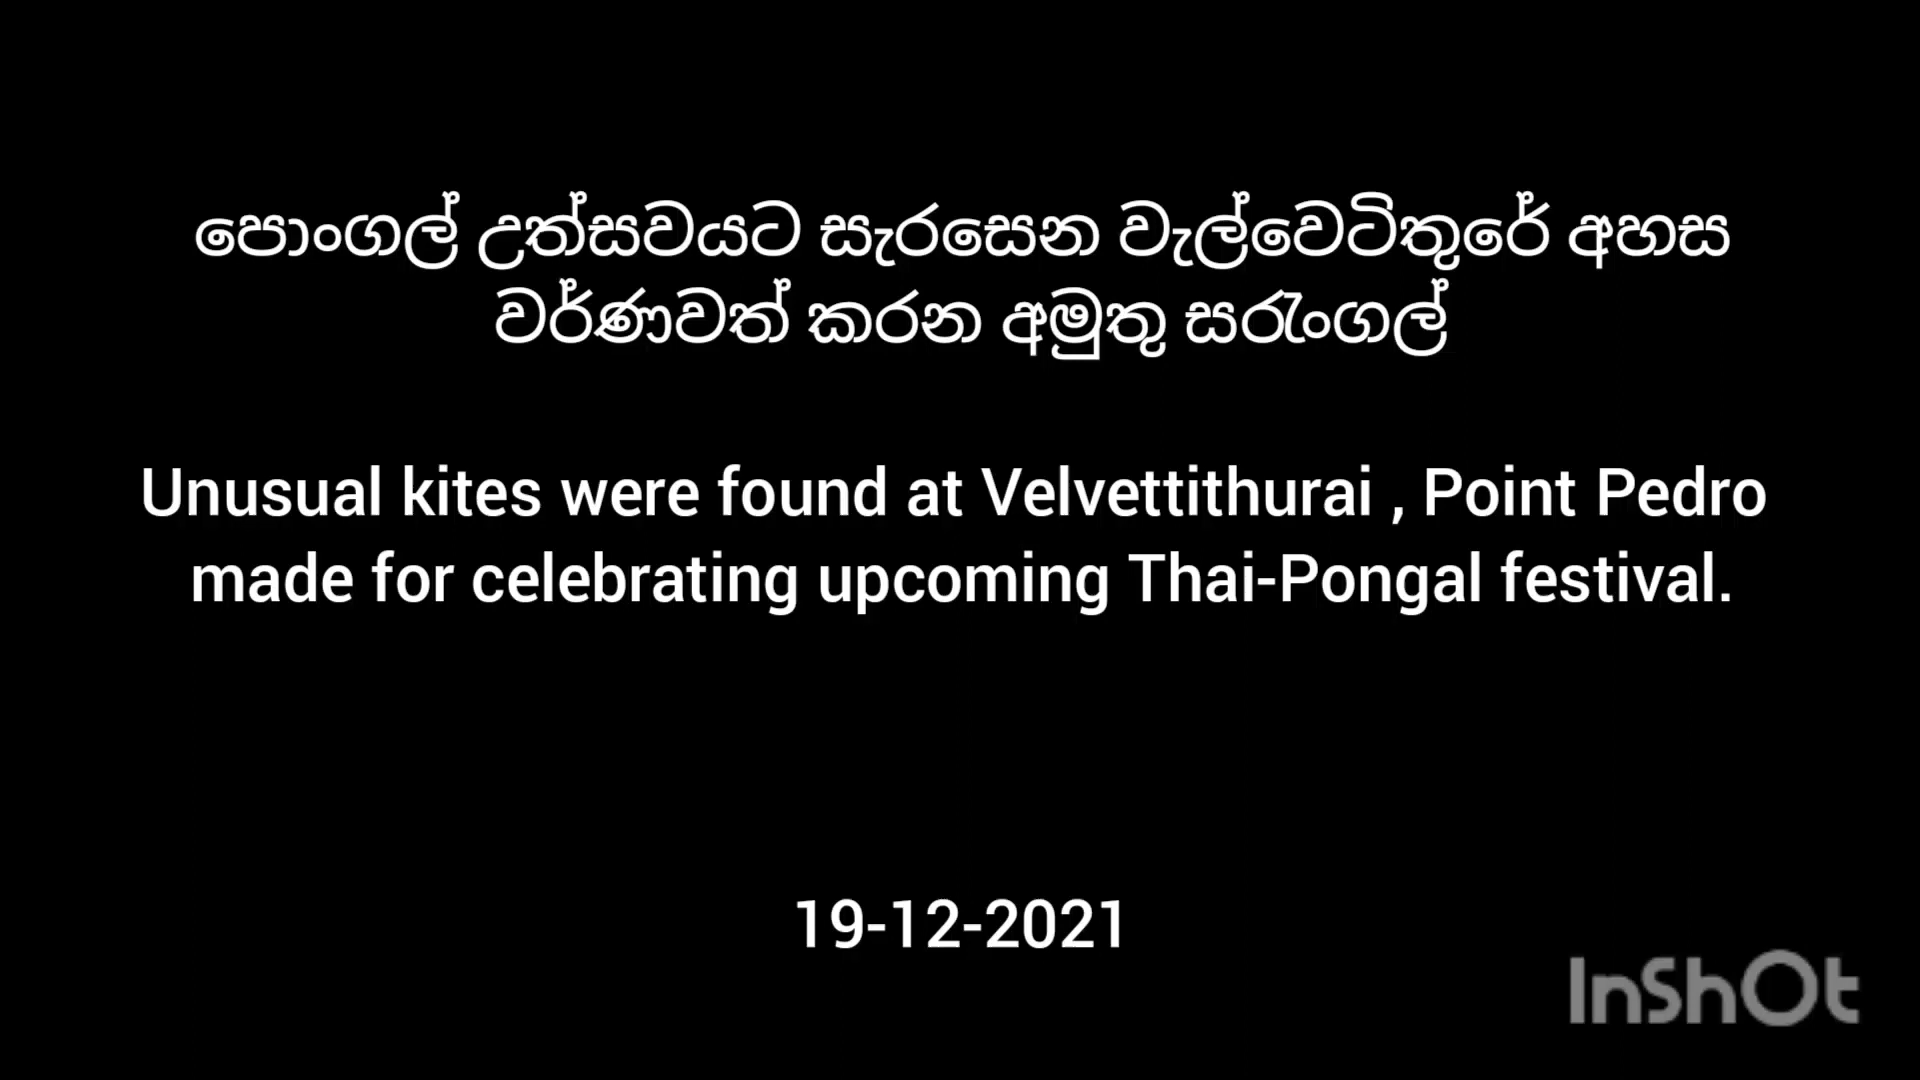 පොංගල් උත්සවයට සැරසෙන වැල්වෙටිතුරේ අහස
වර්ණවත් කරන අමුතු සරුංගල්
Unusual kites were found at Velvettithurai , Point Pedro
made for celebrating upcoming Thai-Pongal festival.
19-12-2021
InShOt